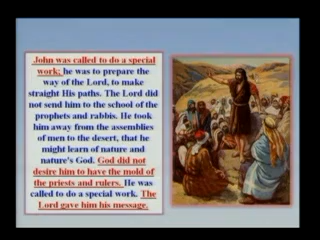 John was called to do a special
work; he was to prepare the
way of the Lord, to make
straight His paths. The Lord did
not send him to the school of the
prophets and rabbis. He took
him away from the assemblies
of men to the desert, that he
might learn of nature and
nature's God. God did not
desire him to have the mold of
the priests and rulers. He was
called to do a special work. The
Lord gave him his message.